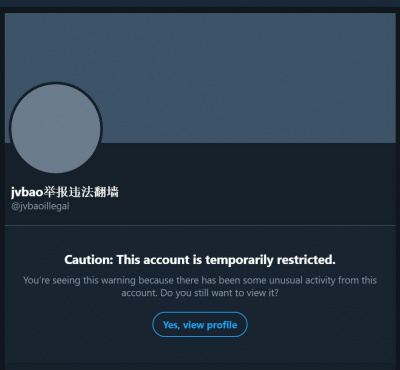 jvbao举报违法翻墙
@jvbaoillegal
Caution: This account is temporarily restricted.
You're seeing this warning because there has been some unusual activity from this
account. Do you still want to view it?
Yes, view profile